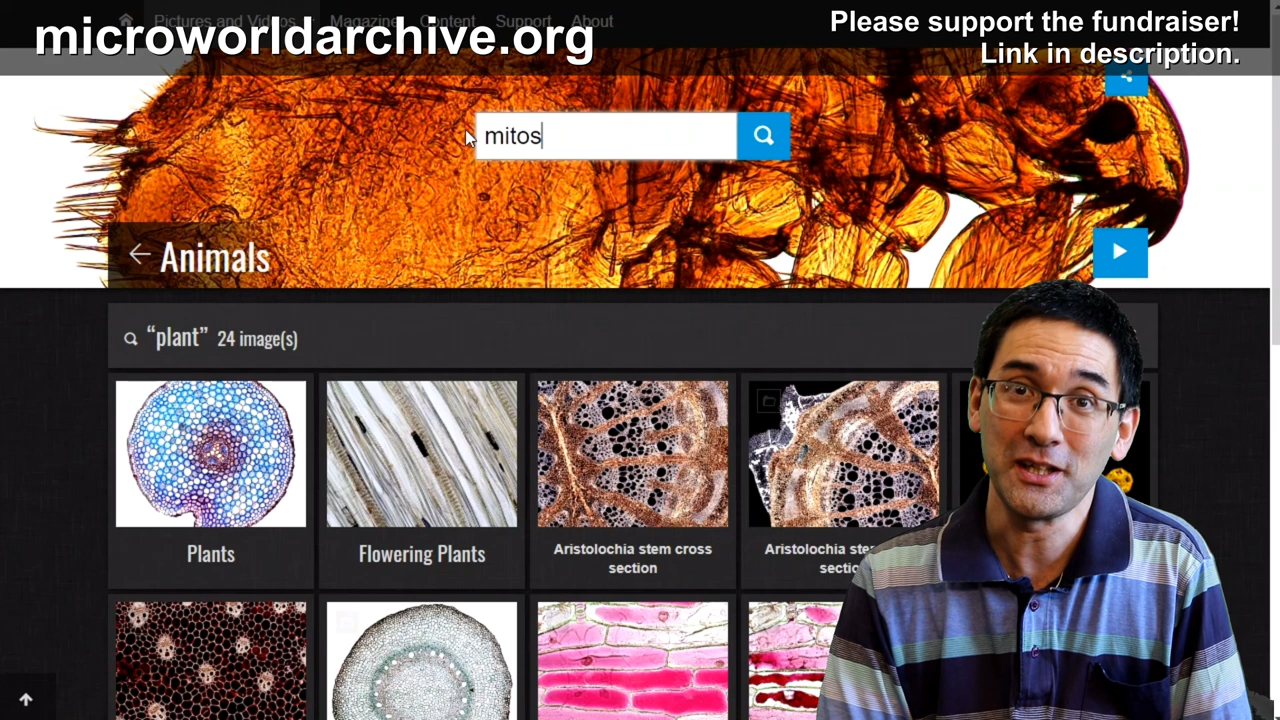 Pictures and Videos Magazine Content Support About
microworldarchive.org
Please support the fundraiser!
Link in description.
mitos
Animals
“plant” 24 image(s)
Plants
Flowering Plants
Aristolochia stem cross
section
Aristolochia